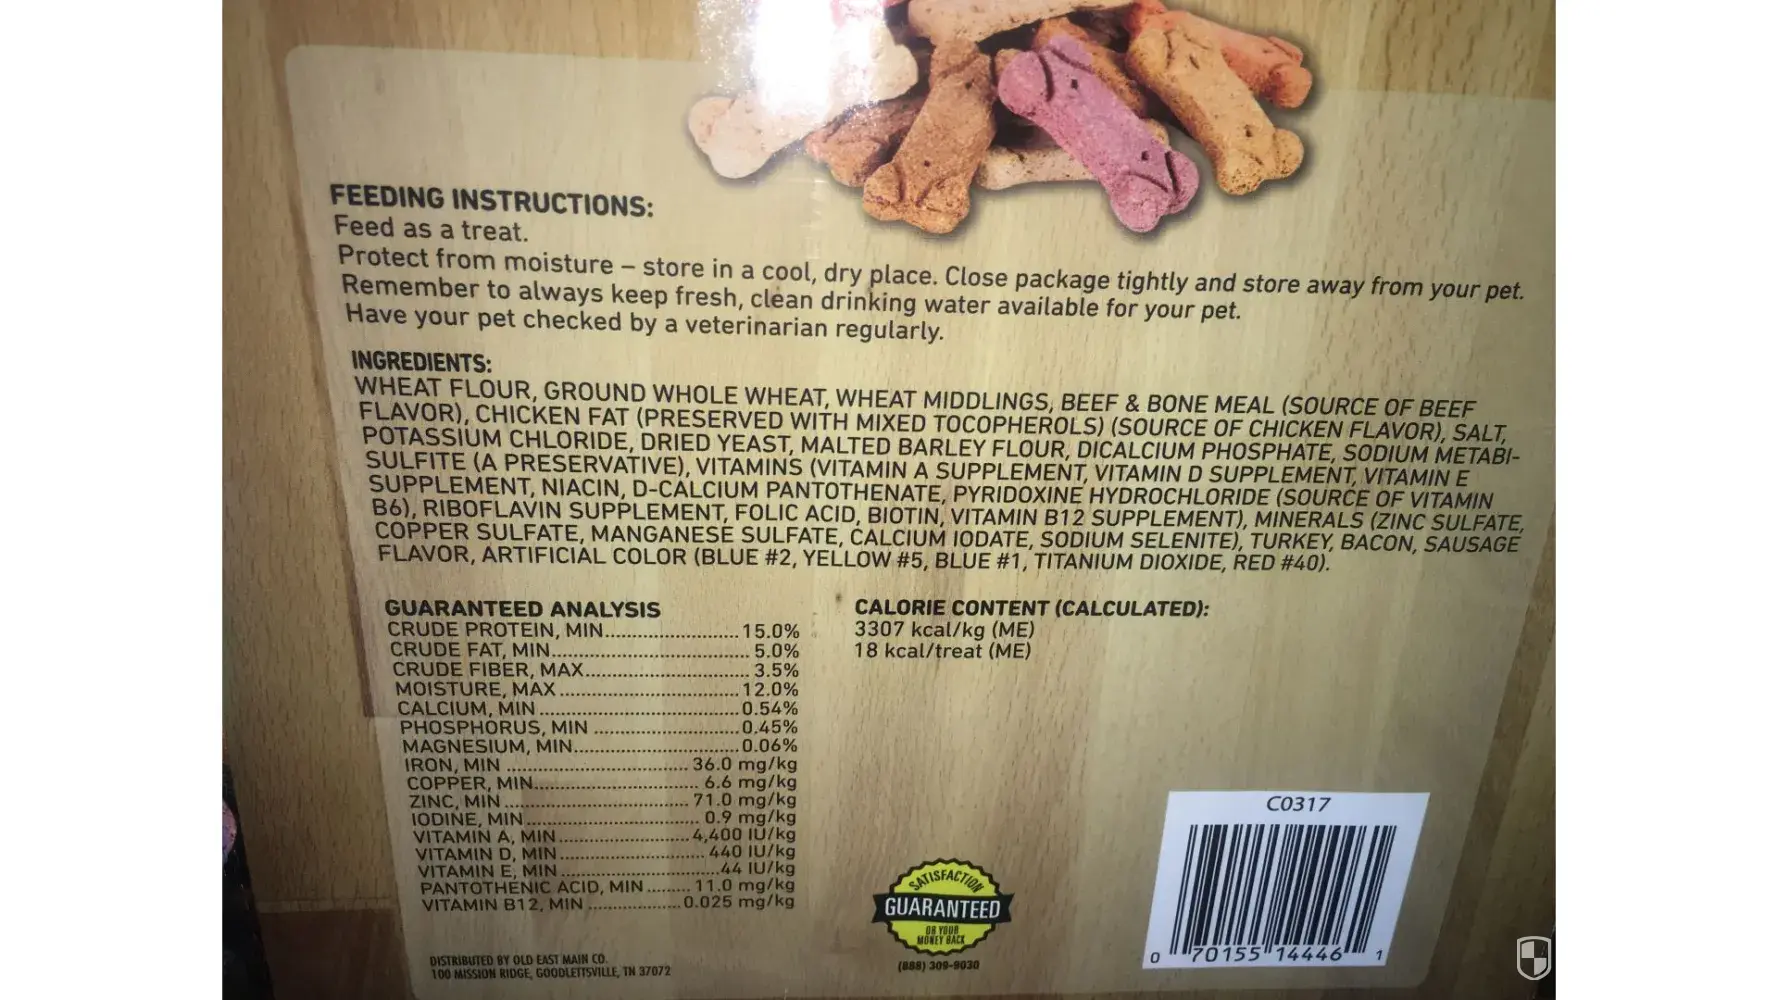 FEEDING INSTRUCTIONS:
Feed as a treat.
Protect from moisture – store in a cool, dry place. Close package tightly and store away from your pet.
Remember to always keep fresh, clean drinking water available for your pet.
Have your pet checked by a veterinarian regularly.
INGREDIENTS:
WHEAT FLOUR, GROUND WHOLE WHEAT, WHEAT MIDDLINGS, BEEF & BONE MEAL (SOURCE OF BEEF
FLAVOR), CHICKEN FAT (PRESERVED WITH MIXED TOCOPHEROLS) (SOURCE OF CHICKEN FLAVOR), SALT,
POTASSIUM CHLORIDE, DRIED YEAST, MALTED BARLEY FLOUR, DICALCIUM PHOSPHATE, SODIUM METABI-
SULFITE (A PRESERVATIVE), VITAMINS (VITAMIN A SUPPLEMENT, VITAMIN D SUPPLEMENT, VITAMIN E
SUPPLEMENT, NIACIN, D-CALCIUM PANTOTHENATE, PYRIDOXINE HYDROCHLORIDE (SOURCE OF VITAMIN
B6), RIBOFLAVIN SUPPLEMENT, FOLIC ACID, BIOTIN, VITAMIN B12 SUPPLEMENT), MINERALS (ZINC SULFATE,
COPPER SULFATE, MANGANESE SULFATE, CALCIUM IODATE, SODIUM SELENITE), TURKEY, BACON, SAUSAGE
FLAVOR, ARTIFICIAL COLOR (BLUE #2, YELLOW #5, BLUE #1, TITANIUM DIOXIDE, RED #40).
GUARANTEED ANALYSIS
CRUDE PROTEIN, MIN........................15.0%
CRUDE FAT, MIN................................... 5.0%
CRUDE FIBER, MAX............................. 3.5%
MOISTURE, MAX ................................ 12.0%
CALCIUM, MIN....................................0.54%
PHOSPHORUS, MIN ..........................0.45%
MAGNESIUM, MIN..............................0.06%
IRON, MIN ................................. 36.0 mg/kg
COPPER, MIN.............................. 6.6 mg/kg
ZINC, MIN .................................. 71.0 mg/kg
IODINE, MIN................................ 0.9 mg/kg
VITAMIN A, MIN ........................4,400 IU/kg
VITAMIN D, MIN.......................... 440 IU/kg
VITAMIN E, MIN .............................44 IU/kg
PANTOTHENIC ACID, MIN ........ 11.0 mg/kg
VITAMIN B12, MIN .................0.025 mg/kg
CALORIE CONTENT (CALCULATED):
3307 kcal/kg (ME)
18 kcal/treat (ME)
DISTRIBUTED BY OLD EAST MAIN CO.
100 MISSION RIDGE, GOODLETTSVILLE, TN 37072
SATISFACTION
GUARANTEED
OR YOUR
MONEY BACK
(888) 309-9030
C0317
0 70155 14446 1